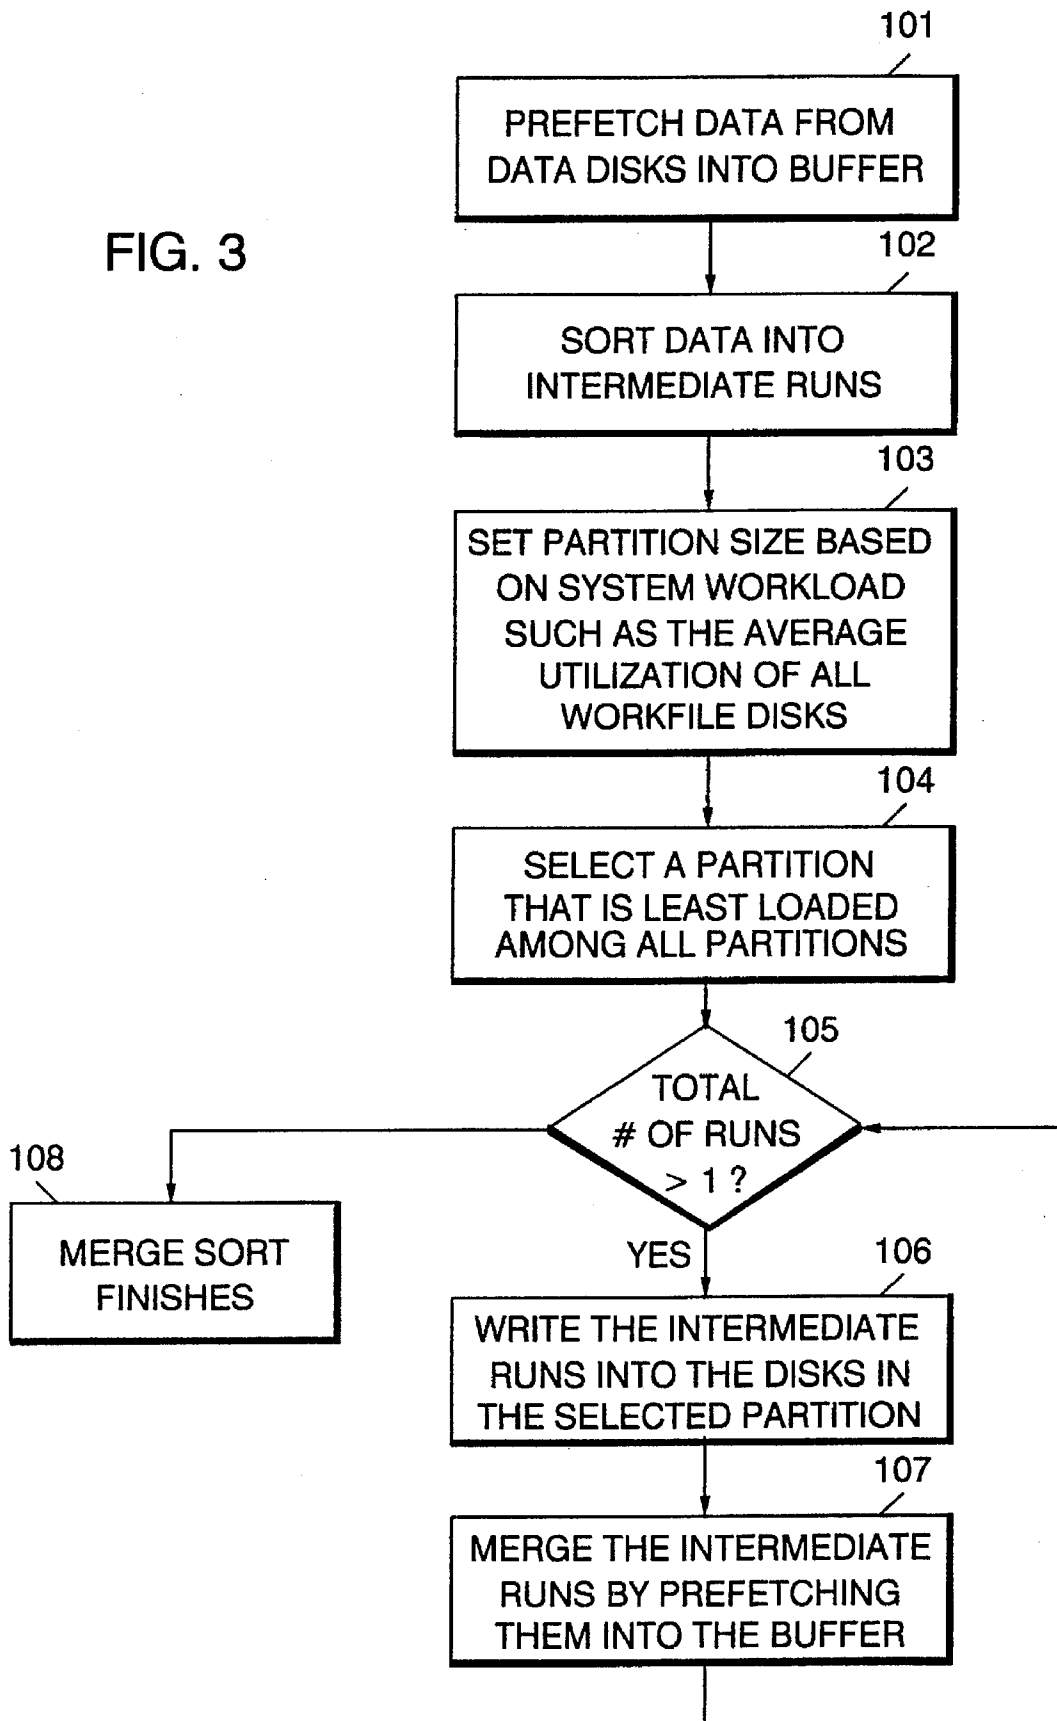 101
PREFETCH DATA FROM
DATA DISKS INTO BUFFER
FIG. 3
102
SORT DATA INTO
INTERMEDIATE RUNS
103
SET PARTITION SIZE BASED
ON SYSTEM WORKLOAD
SUCH AS THE AVERAGE
UTILIZATION OF ALL
WORKFILE DISKS
104
SELECT A PARTITION
THAT IS LEAST LOADED
AMONG ALL PARTITIONS
105
TOTAL
# OF RUNS
> 1 ?
108
MERGE SORT
FINISHES
YES
106
WRITE THE INTERMEDIATE
RUNS INTO THE DISKS IN
THE SELECTED PARTITION
107
MERGE THE INTERMEDIATE
RUNS BY PREFETCHING
THEM INTO THE BUFFER